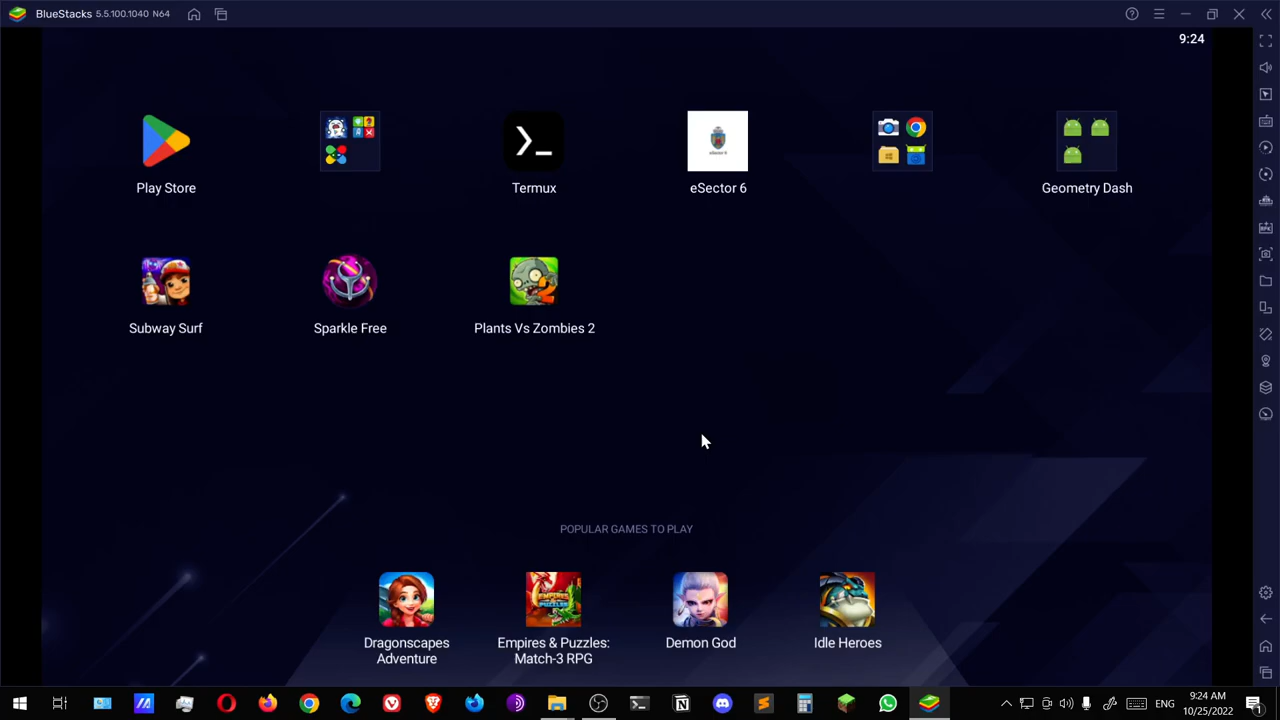 BlueStacks 5.5.100.1040 N64
9:24
Play Store
Termux
eSector 6
Geometry Dash
Subway Surf
Sparkle Free
Plants Vs Zombies 2
POPULAR GAMES TO PLAY
Dragonscapes
Adventure
Empires & Puzzles:
Match-3 RPG
Demon God
Idle Heroes
ENG
9:24 AM
10/25/2022